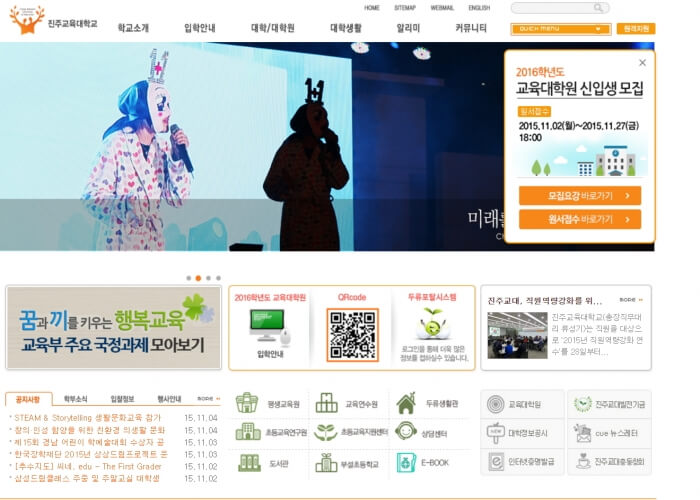 HOME SITEMAP WEBMAIL ENGLISH
진주교육대학교 학교소개 입학안내 대학/대학원 대학생활 알리미 커뮤니티 QUICK MENU 원격지원
2016학년도
교육대학원 신입생 모집
원서접수
2015.11.02(월)~2015.11.27(금)
18:00
모집요강 바로가기
원서접수 바로가기
꿈과 끼를 키우는 행복교육
교육부 주요 국정과제 모아보기
2016학년도 교육대학원
입학안내
QRcode
두류포탈시스템
로그인을 통해 더욱 많은
정보를 접하실수 있습니다.
진주교대, 직원역량강화를 위... MORE
진주교육대학교(총장직무대
리 류성기)는 직원을 대상으
로 '2015년 직원역량강화 연
수'를 28일부터...
공지사항 학부소식 입찰정보 행사안내 MORE
STEAM & Storytelling 생활문화교육 참가 15.11.04
창의·인성 함양을 위한 친환경 의생활 문화 15.11.04
제15회 경남 어린이 학예술대회 수상자 공 15.11.03
한국장학재단 2015년 삼성드림프로젝트 운 15.11.03
[추수지도] 씨네. edu - The First Grader 15.11.02
삼성드림클래스 주중 및 주말교실 대학생 15.11.02
평생교육원 교육연수원 두류생활관
초등교육연구원 초등교육지원센터 상담센터
도서관 부설초등학교 E-BOOK
교육대학원 진주교대발전기금
대학정보공시 cue 뉴스레터
인터넷증명발급 진주교대총동창회